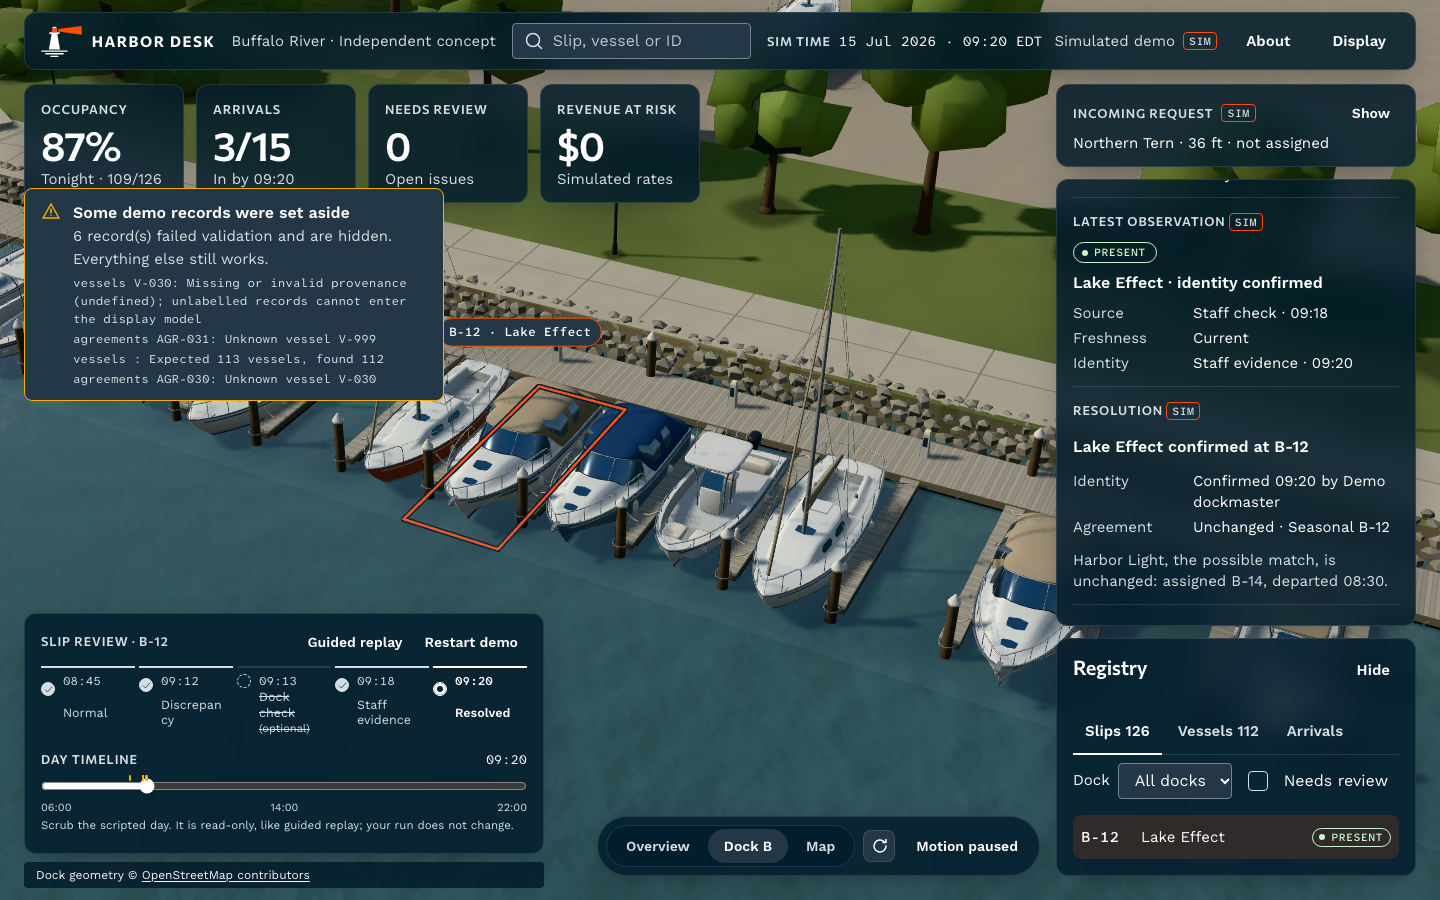 HARBOR DESK
Buffalo River · Independent concept
Slip, vessel or ID
SIM TIME 15 Jul 2026 · 09:20 EDT
Simulated demo SIM
About
Display
OCCUPANCY
87%
Tonight · 109/126
ARRIVALS
3/15
In by 09:20
NEEDS REVIEW
0
Open issues
REVENUE AT RISK
$0
Simulated rates
Some demo records were set aside
6 record(s) failed validation and are hidden.
Everything else still works.
vessels V-030: Missing or invalid provenance
(undefined); unlabelled records cannot enter
the display model
agreements AGR-031: Unknown vessel V-999
vessels : Expected 113 vessels, found 112
agreements AGR-030: Unknown vessel V-030
B-12 · Lake Effect
INCOMING REQUEST SIM
Show
Northern Tern · 36 ft · not assigned
LATEST OBSERVATION SIM
PRESENT
Lake Effect · identity confirmed
Source Staff check · 09:18
Freshness Current
Identity Staff evidence · 09:20
RESOLUTION SIM
Lake Effect confirmed at B-12
Identity Confirmed 09:20 by Demo
dockmaster
Agreement Unchanged · Seasonal B-12
Harbor Light, the possible match, is
unchanged: assigned B-14, departed 08:30.
SLIP REVIEW · B-12
Guided replay
Restart demo
08:45
Normal
09:12
Discrepan
cy
09:13
Dock
check
(optional)
09:18
Staff
evidence
09:20
Resolved
DAY TIMELINE
09:20
06:00
14:00
22:00
Scrub the scripted day. It is read-only, like guided replay; your run does not change.
Dock geometry © OpenStreetMap contributors
Overview
Dock B
Map
Motion paused
Registry
Hide
Slips 126
Vessels 112
Arrivals
Dock
All docks
Needs review
B-12 Lake Effect PRESENT